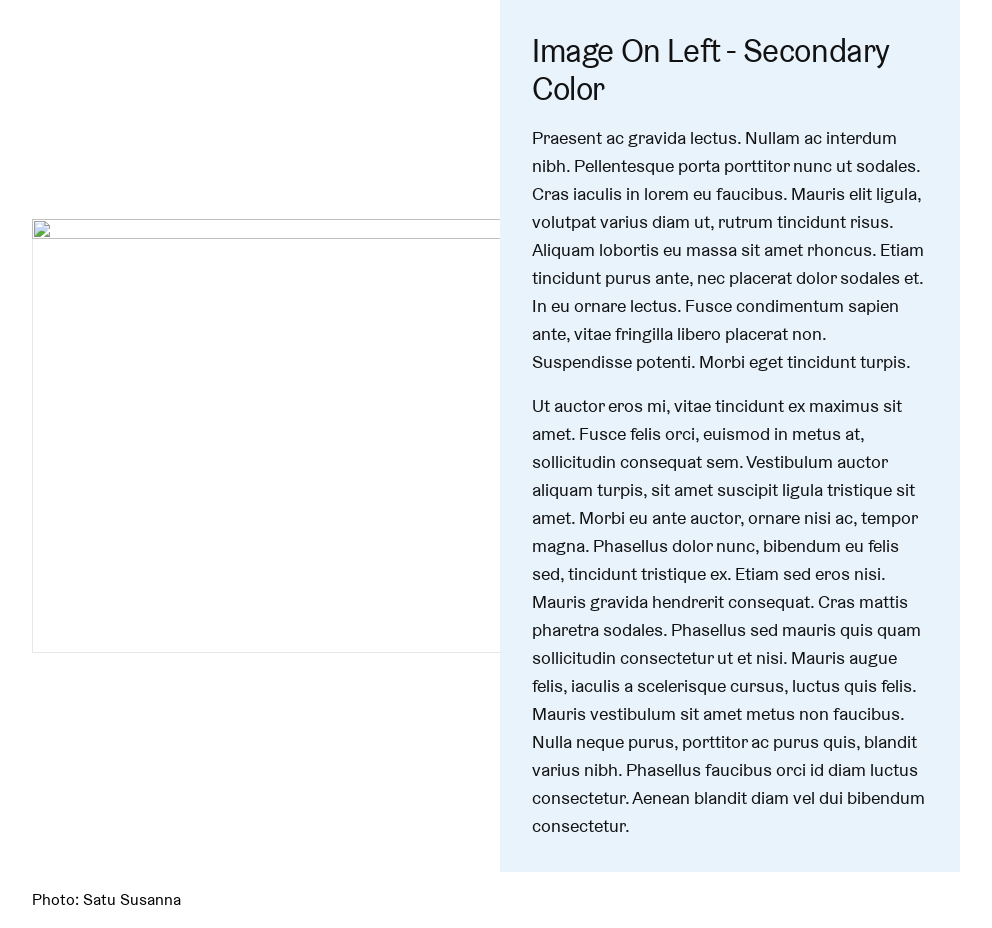 Image On Left - Secondary
Color
Praesent ac gravida lectus. Nullam ac interdum
nibh. Pellentesque porta porttitor nunc ut sodales.
Cras iaculis in lorem eu faucibus. Mauris elit ligula,
volutpat varius diam ut, rutrum tincidunt risus.
Aliquam lobortis eu massa sit amet rhoncus. Etiam
tincidunt purus ante, nec placerat dolor sodales et.
In eu ornare lectus. Fusce condimentum sapien
ante, vitae fringilla libero placerat non.
Suspendisse potenti. Morbi eget tincidunt turpis.
Ut auctor eros mi, vitae tincidunt ex maximus sit
amet. Fusce felis orci, euismod in metus at,
sollicitudin consequat sem. Vestibulum auctor
aliquam turpis, sit amet suscipit ligula tristique sit
amet. Morbi eu ante auctor, ornare nisi ac, tempor
magna. Phasellus dolor nunc, bibendum eu felis
sed, tincidunt tristique ex. Etiam sed eros nisi.
Mauris gravida hendrerit consequat. Cras mattis
pharetra sodales. Phasellus sed mauris quis quam
sollicitudin consectetur ut et nisi. Mauris augue
felis, iaculis a scelerisque cursus, luctus quis felis.
Mauris vestibulum sit amet metus non faucibus.
Nulla neque purus, porttitor ac purus quis, blandit
varius nibh. Phasellus faucibus orci id diam luctus
consectetur. Aenean blandit diam vel dui bibendum
consectetur.
Photo: Satu Susanna